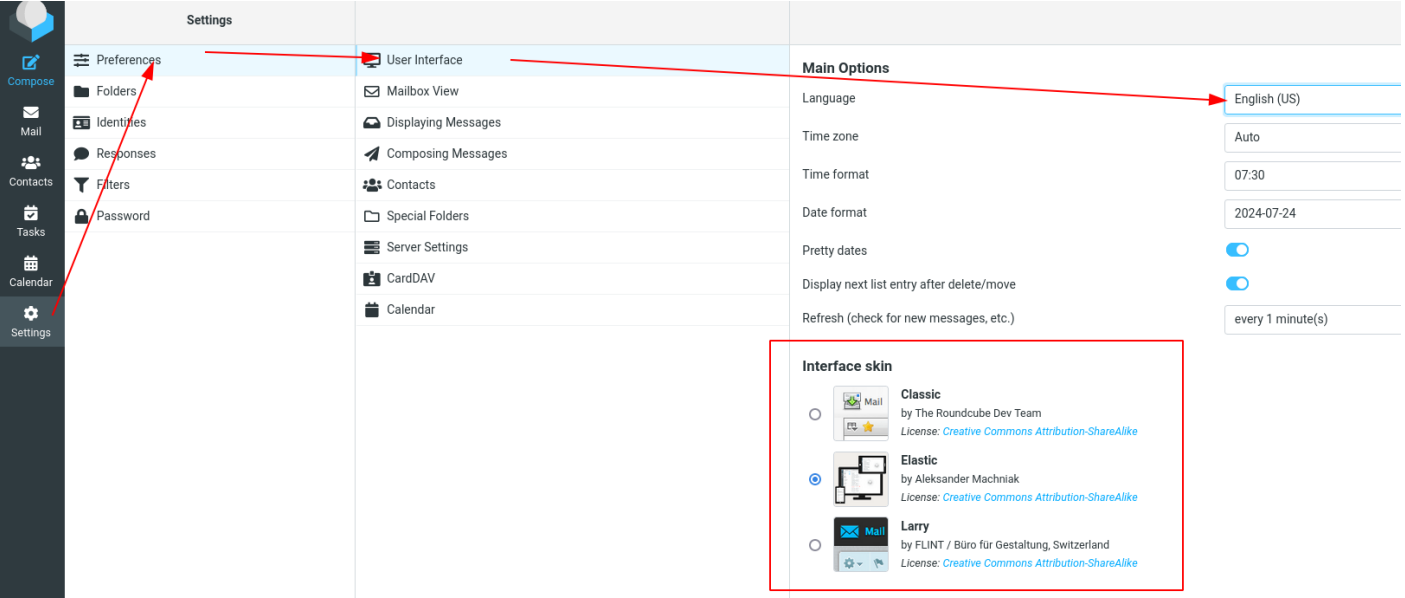 Settings
Compose
Mail
Contacts
Tasks
Calendar
Settings
Preferences
Folders
Identities
Responses
Filters
Password
User Interface
Mailbox View
Displaying Messages
Composing Messages
Contacts
Special Folders
Server Settings
CardDAV
Calendar
Main Options
Language English (US)
Time zone Auto
Time format 07:30
Date format 2024-07-24
Pretty dates
Display next list entry after delete/move
Refresh (check for new messages, etc.) every 1 minute(s)
Interface skin
Mail
Classic
by The Roundcube Dev Team
License: Creative Commons Attribution-ShareAlike
Elastic
by Aleksander Machniak
License: Creative Commons Attribution-ShareAlike
Mail
Larry
by FLINT / Büro für Gestaltung, Switzerland
License: Creative Commons Attribution-ShareAlike